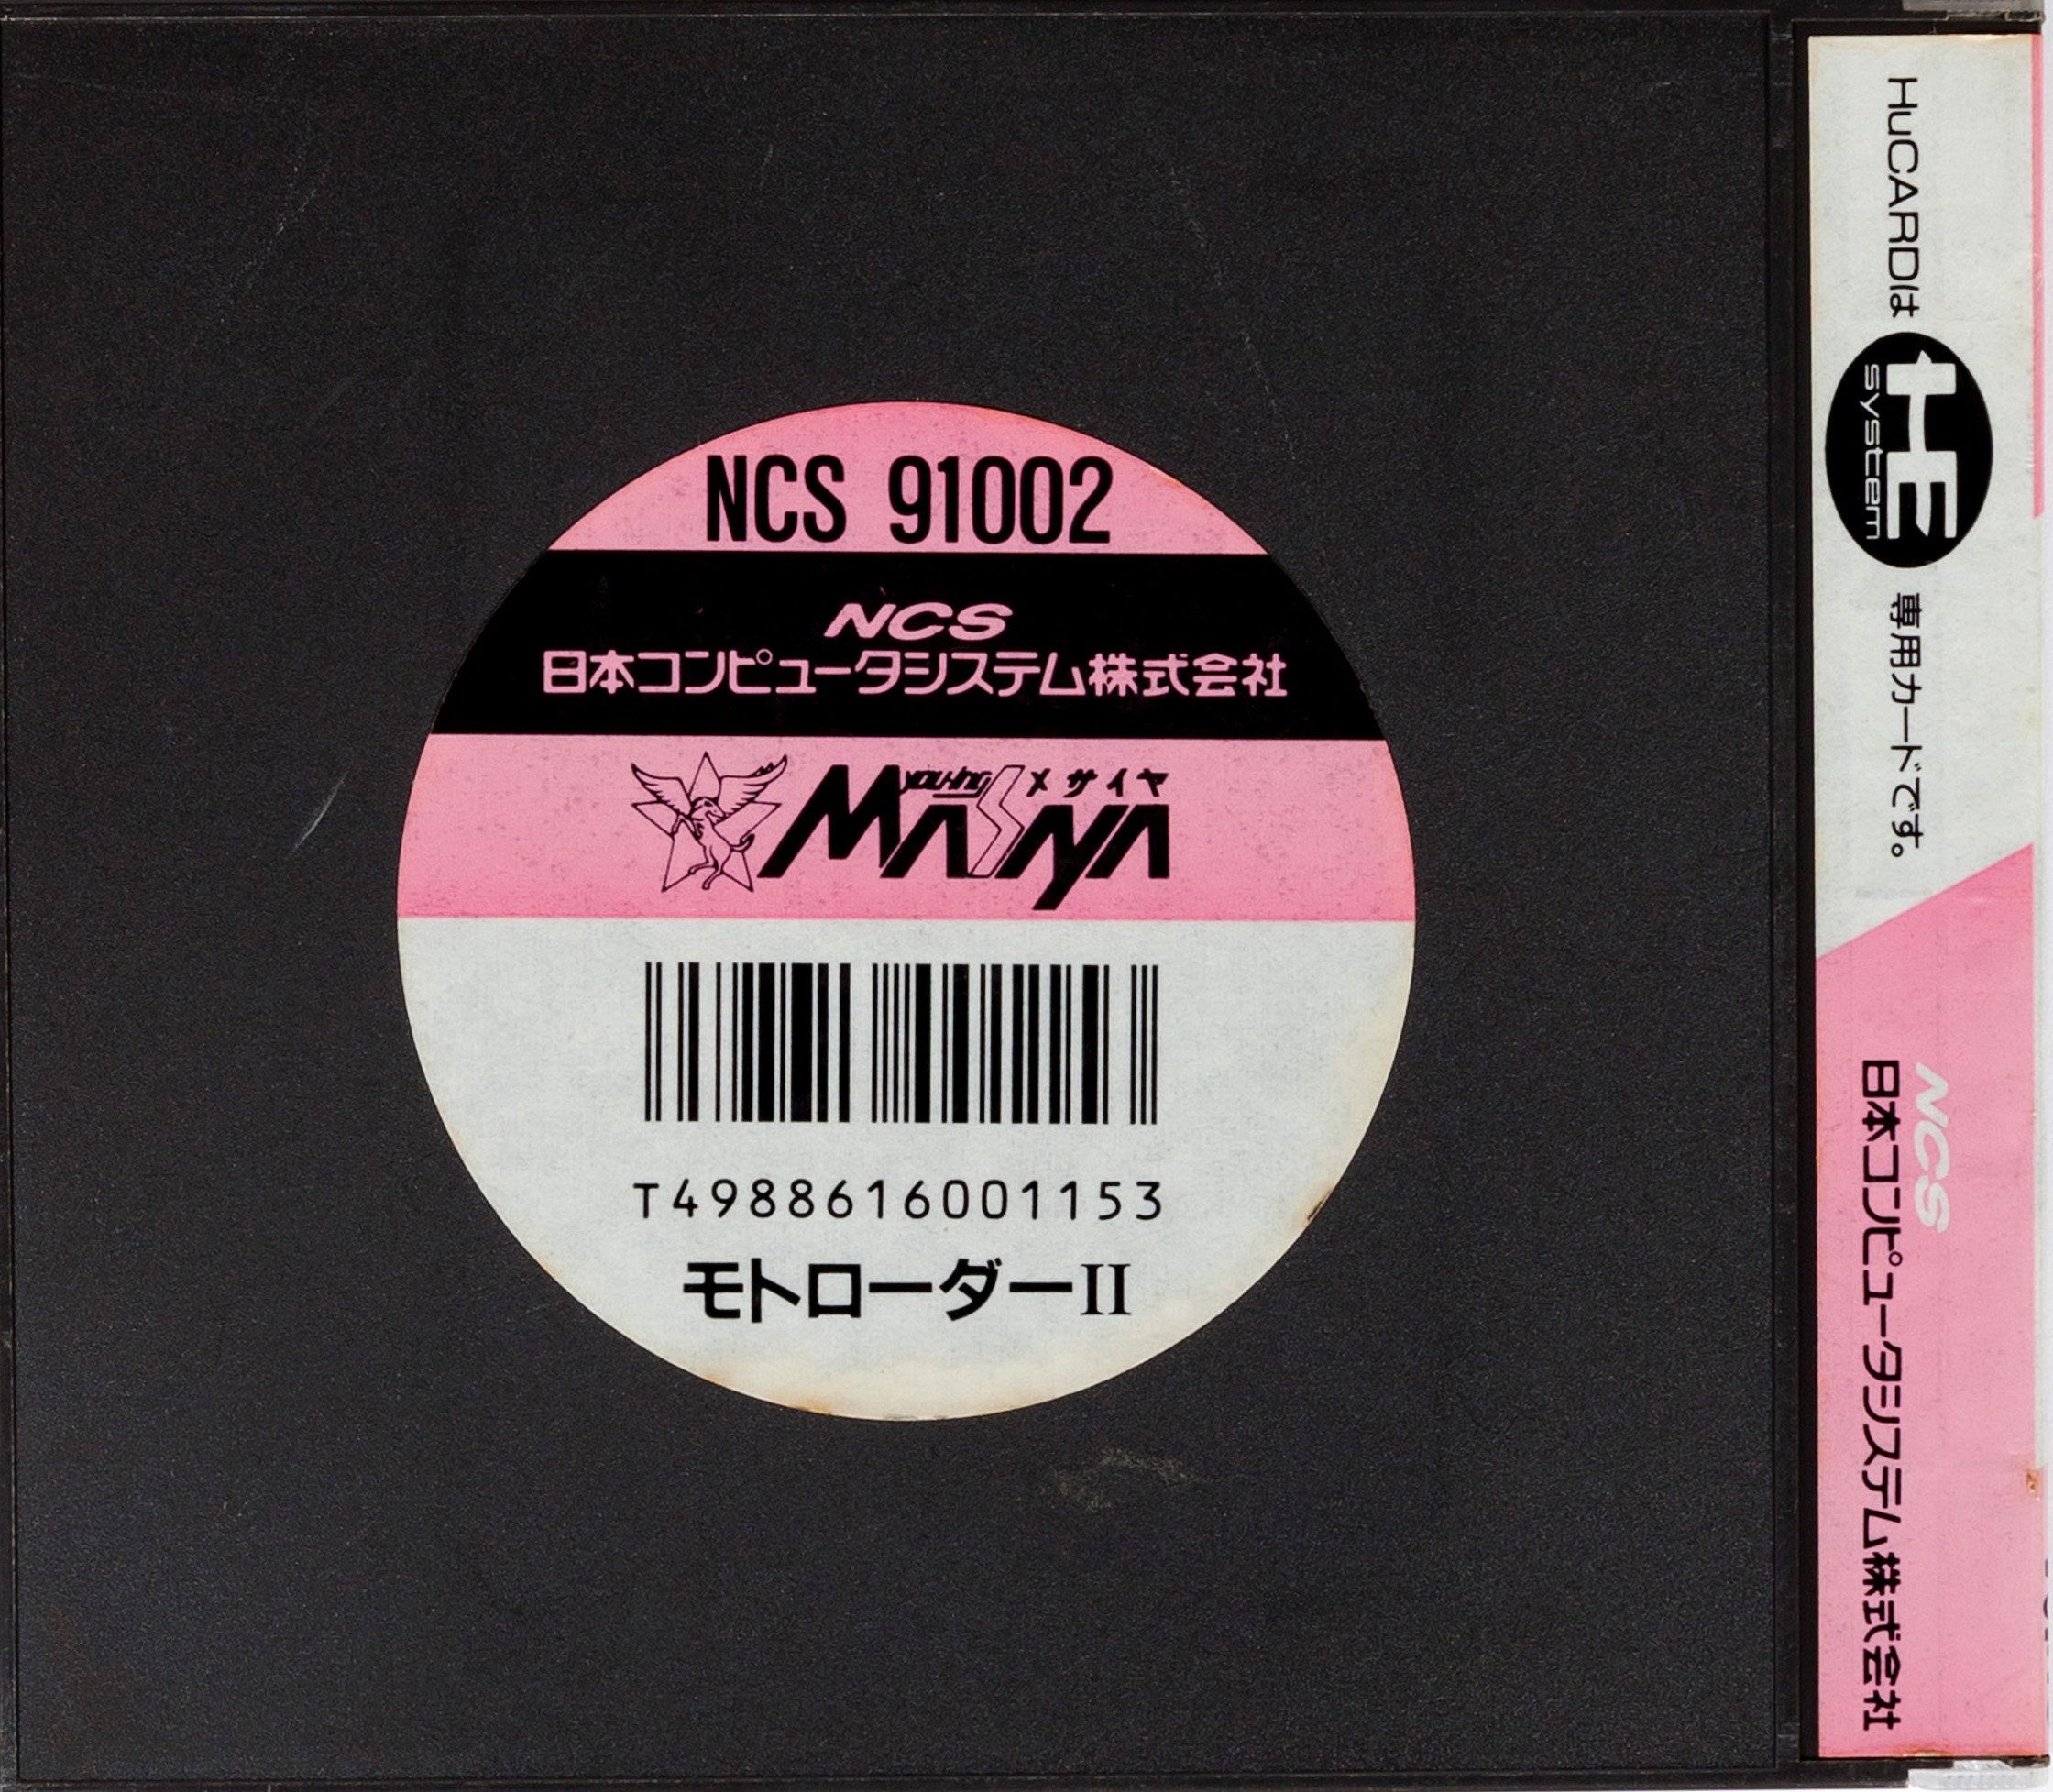 NCS 91002
NCS
日本コンピュータシステム株式会社
メサイヤ
MASAYA
T4988616001153
モトローダーII
HuCARDは HE system 専用カードです。
NCS
日本コンピュータシステム株式会社